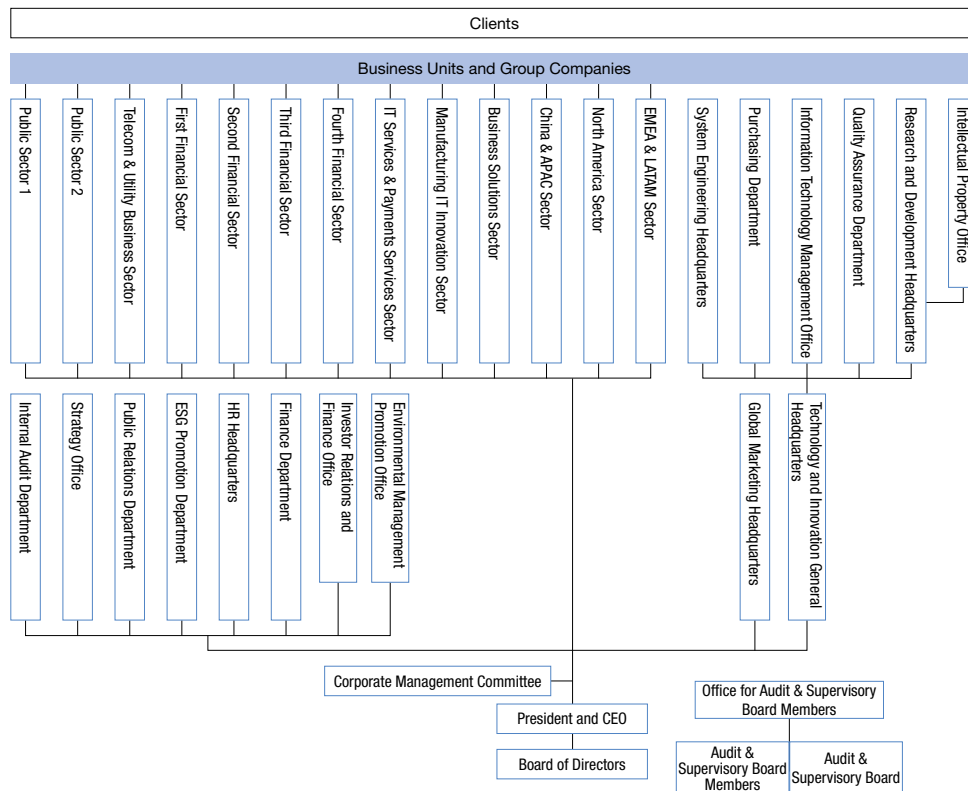 Clients
Business Units and Group Companies
Public Sector 1
Public Sector 2
Telecom & Utility Business Sector
First Financial Sector
Second Financial Sector
Third Financial Sector
Fourth Financial Sector
IT Services & Payments Services Sector
Manufacturing IT Innovation Sector
Business Solutions Sector
China & APAC Sector
North America Sector
EMEA & LATAM Sector
System Engineering Headquarters
Purchasing Department
Information Technology Management Office
Quality Assurance Department
Research and Development Headquarters
Intellectual Property Office
Internal Audit Department
Strategy Office
Public Relations Department
ESG Promotion Department
HR Headquarters
Finance Department
Investor Relations and
Finance Office
Environmental Management
Promotion Office
Global Marketing Headquarters
Technology and Innovation General
Headquarters
Corporate Management Committee
President and CEO
Board of Directors
Office for Audit & Supervisory
Board Members
Audit &
Supervisory Board
Members
Audit &
Supervisory Board